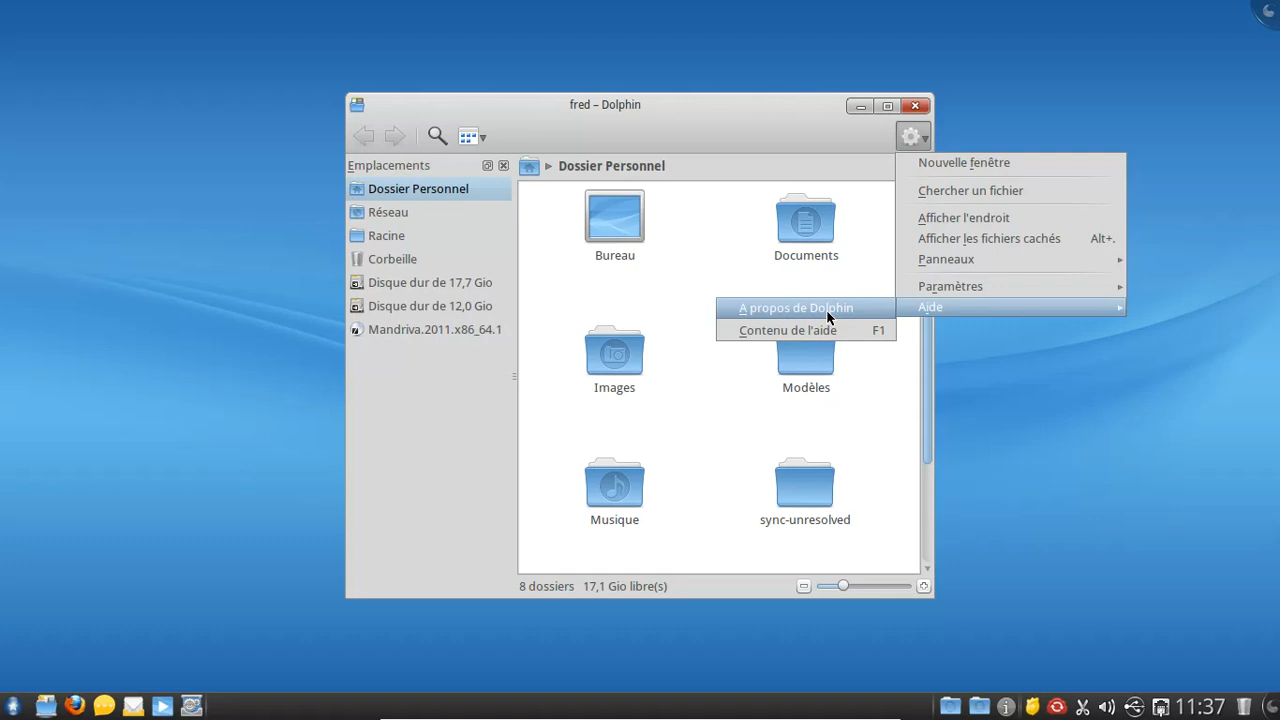 fred – Dolphin
Emplacements
Dossier Personnel
Réseau
Racine
Corbeille
Disque dur de 17,7 Gio
Disque dur de 12,0 Gio
Mandriva.2011.x86_64.1
Dossier Personnel
Bureau
Documents
Images
Modèles
Musique
sync-unresolved
8 dossiers 17,1 Gio libre(s)
Nouvelle fenêtre
Chercher un fichier
Afficher l'endroit
Afficher les fichiers cachés Alt+.
Panneaux
Paramètres
Aide
A propos de Dolphin
Contenu de l'aide F1
11:37